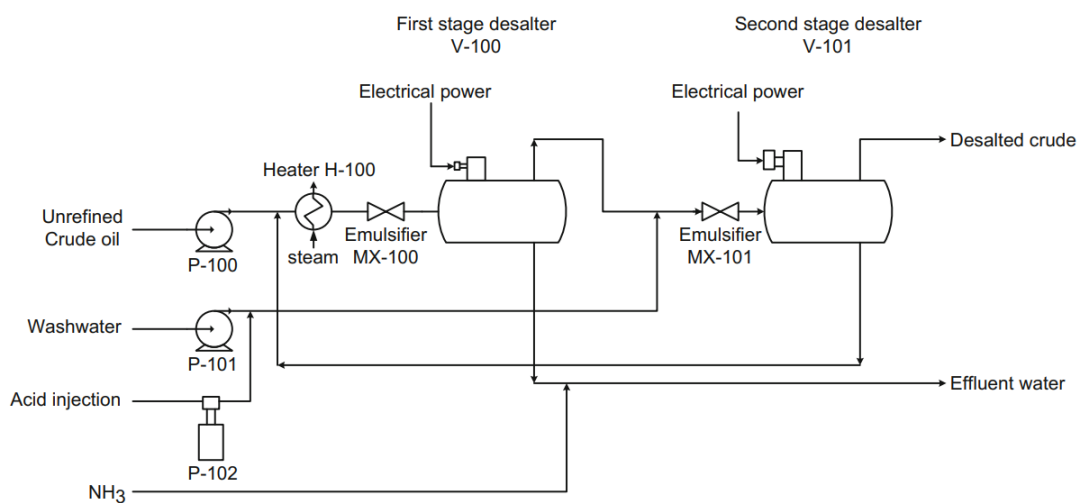 First stage desalter
V-100
Second stage desalter
V-101
Electrical power
Electrical power
Desalted crude
Heater H-100
Unrefined
Crude oil
P-100
steam
Emulsifier
MX-100
Emulsifier
MX-101
Washwater
P-101
Acid injection
P-102
Effluent water
NH3